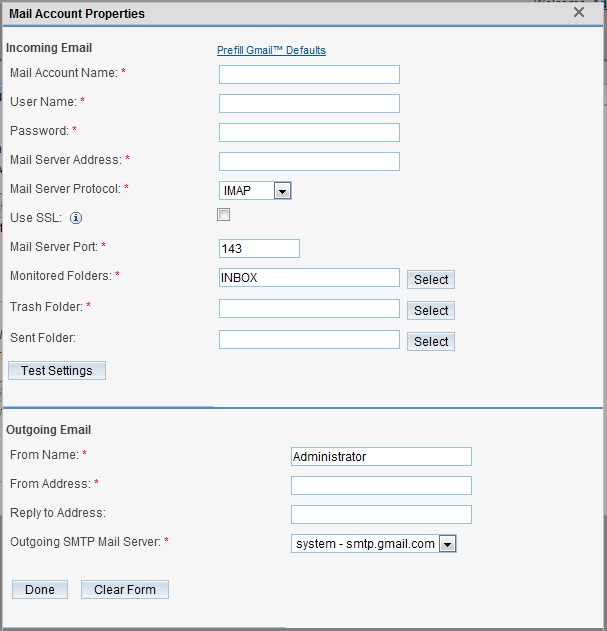 Mail Account Properties
Incoming Email
Prefill Gmail™ Defaults
Mail Account Name: *
User Name: *
Password: *
Mail Server Address: *
Mail Server Protocol: *
IMAP
Use SSL:
Mail Server Port: *
143
Monitored Folders: *
INBOX
Select
Trash Folder: *
Select
Sent Folder:
Select
Test Settings
Outgoing Email
From Name: *
Administrator
From Address: *
Reply to Address:
Outgoing SMTP Mail Server: *
system - smtp.gmail.com
Done
Clear Form